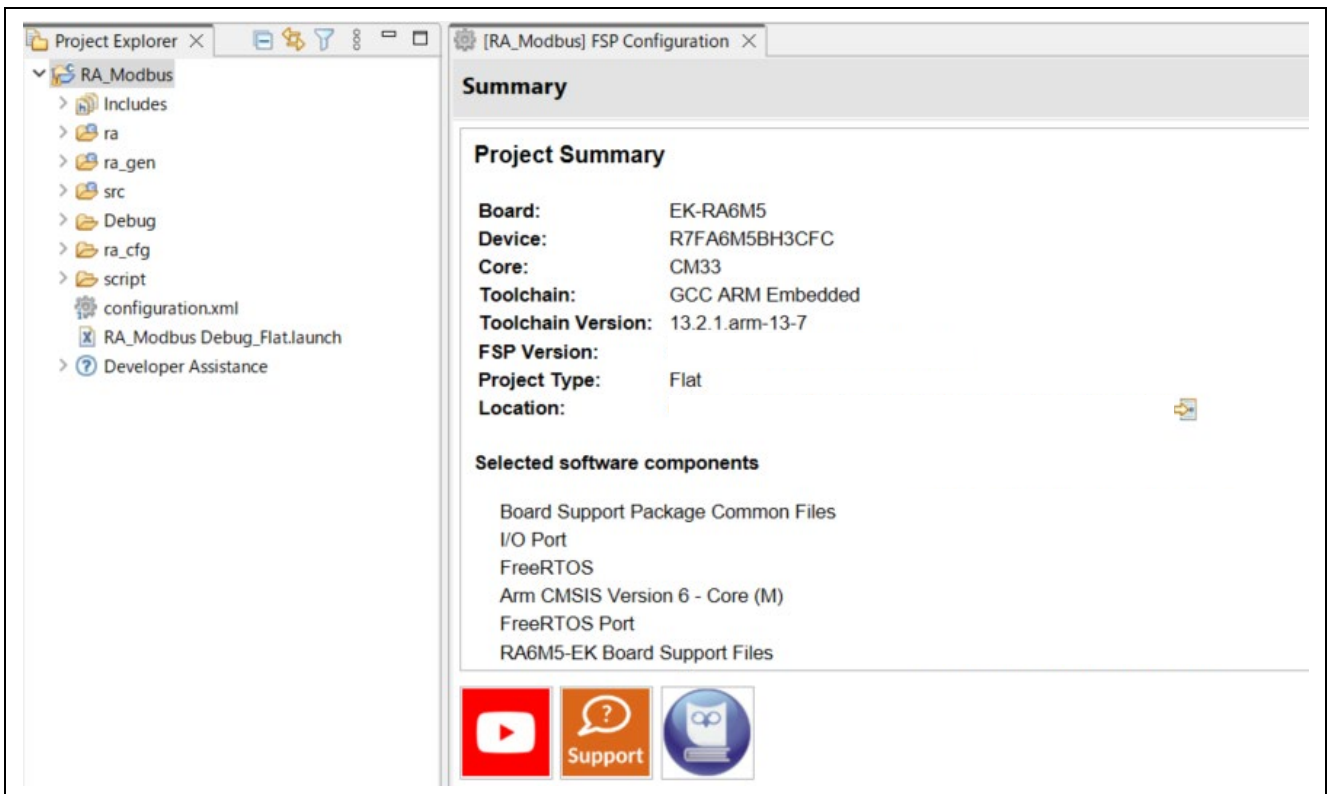 Project Explorer
RA_Modbus
Includes
ra
ra_gen
src
Debug
ra_cfg
script
configuration.xml
RA_Modbus Debug_Flat.launch
Developer Assistance
[RA_Modbus] FSP Configuration
Summary
Project Summary
Board: EK-RA6M5
Device: R7FA6M5BH3CFC
Core: CM33
Toolchain: GCC ARM Embedded
Toolchain Version: 13.2.1.arm-13-7
FSP Version:
Project Type: Flat
Location:
Selected software components
Board Support Package Common Files
I/O Port
FreeRTOS
Arm CMSIS Version 6 - Core (M)
FreeRTOS Port
RA6M5-EK Board Support Files
Support